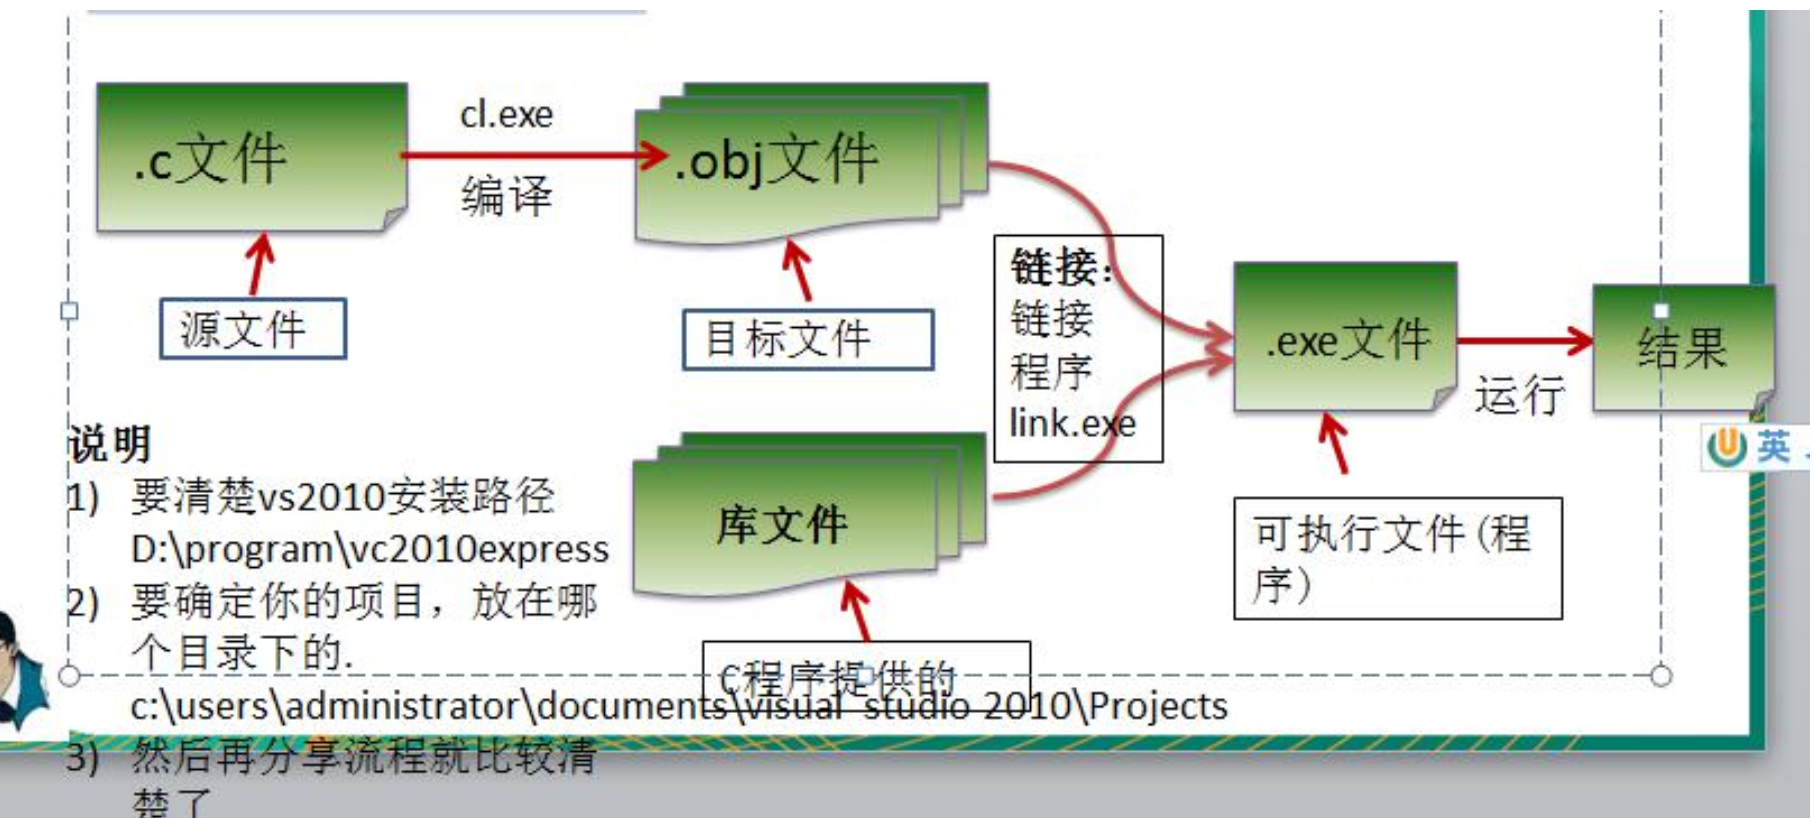 cl.exe
.c文件
编译
.obj文件
源文件
目标文件
链接：
链接
程序
link.exe
.exe文件
运行
结果
库文件
可执行文件(程
序)
C程序提供的
说明
1) 要清楚vs2010安装路径
D:\program\vc2010express
2) 要确定你的项目，放在哪
个目录下的.
c:\users\administrator\documents\visual studio 2010\Projects
3) 然后再分享流程就比较清
楚了
英